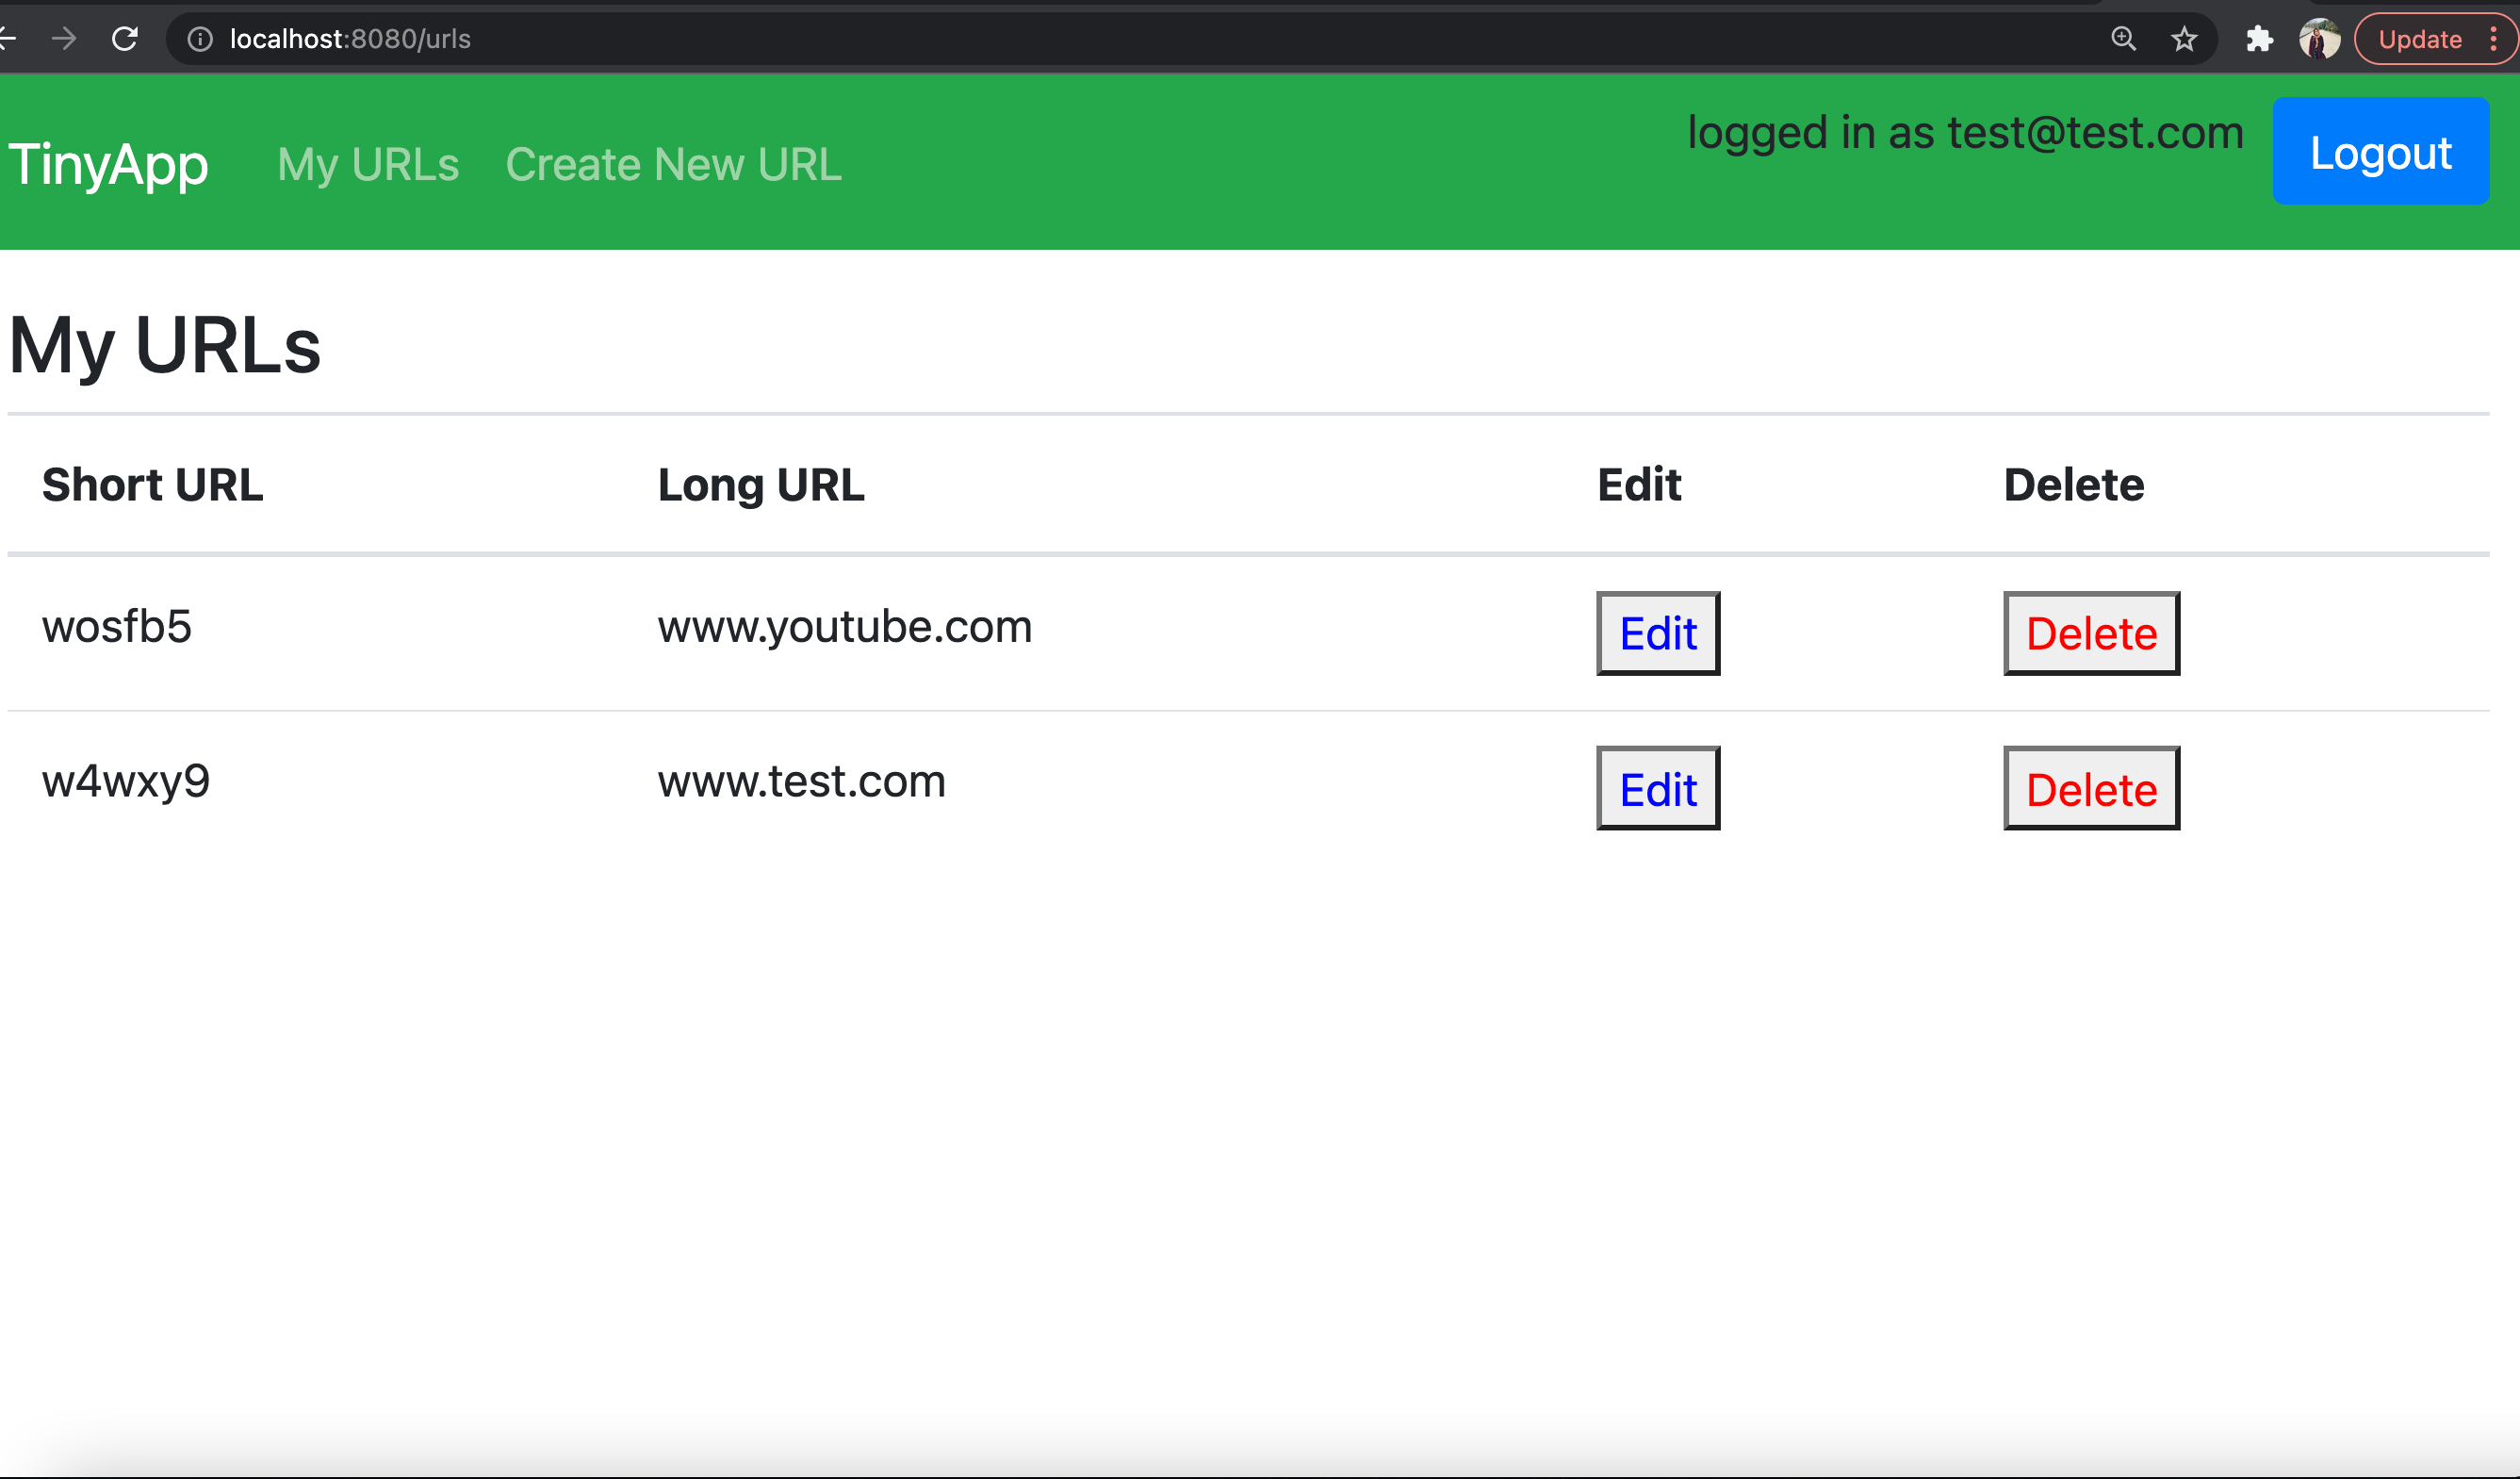 localhost:8080/urls Update
TinyApp My URLs Create New URL logged in as test@test.com Logout
My URLs
Short URL Long URL Edit Delete
wosfb5 www.youtube.com Edit Delete
w4wxy9 www.test.com Edit Delete